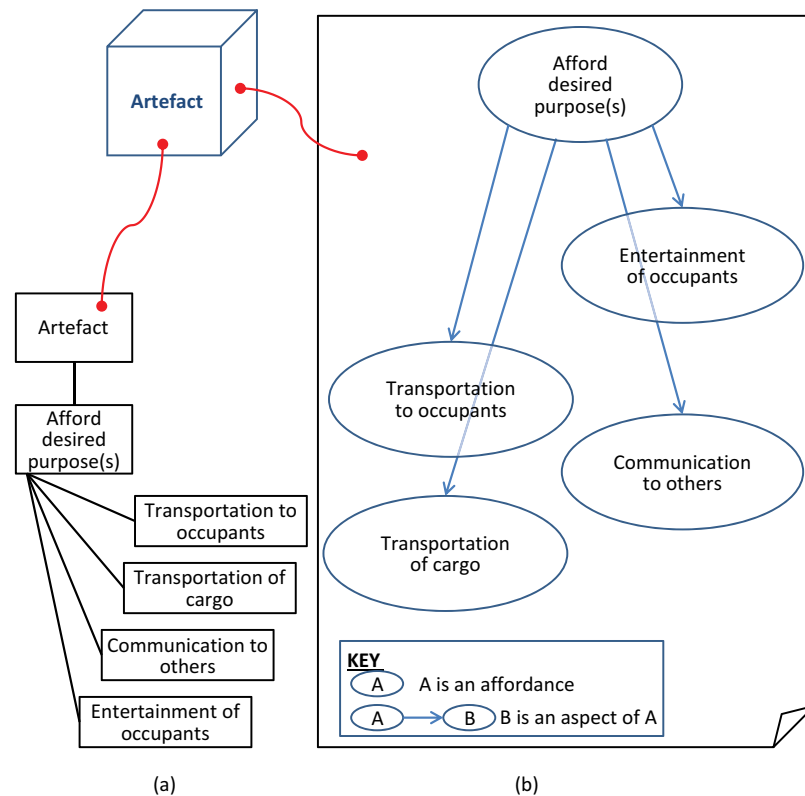 Artefact
Artefact
Afford
desired
purpose(s)
Transportation to
occupants
Transportation of
cargo
Communication to
others
Entertainment of
occupants
(a)
Afford
desired
purpose(s)
Entertainment
of occupants
Transportation
to occupants
Communication
to others
Transportation
of cargo
KEY
A A is an affordance
A B B is an aspect of A
(b)